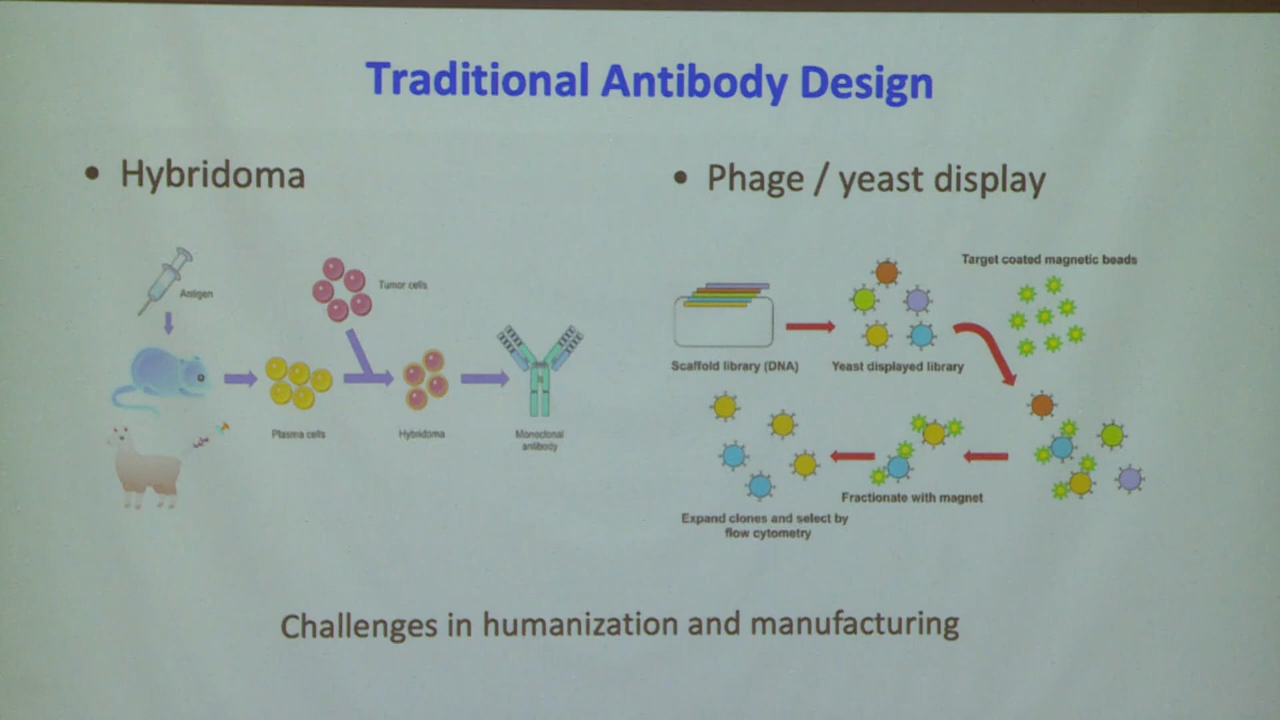 Traditional Antibody Design
• Hybridoma
Antigen
Tumor cells
Plasma cells
Hybridoma
Monoclonal
antibody
• Phage / yeast display
Target coated magnetic beads
Scaffold library (DNA)
Yeast displayed library
Fractionate with magnet
Expand clones and select by
flow cytometry
Challenges in humanization and manufacturing